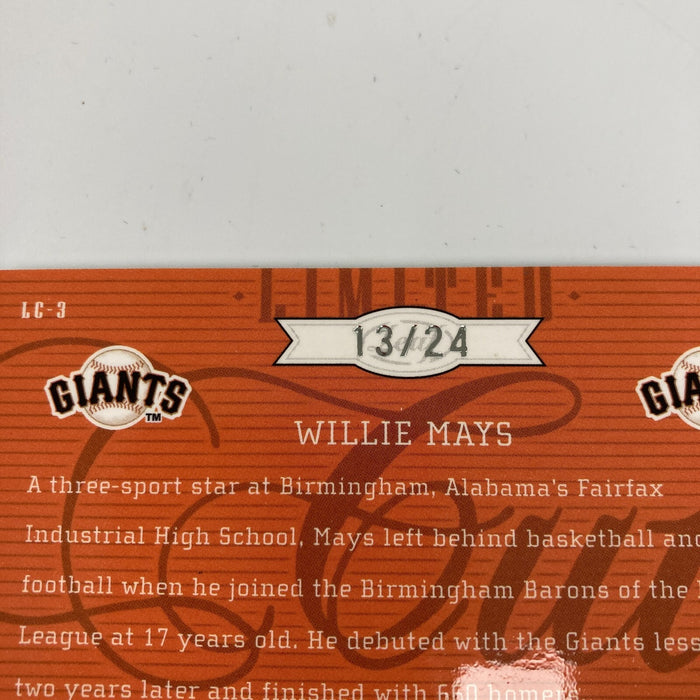 LIMITED
LC-3
13/24
Leaf
GIANTS
TM
WILLIE MAYS
A three-sport star at Birmingham, Alabama's Fairfax
Industrial High School, Mays left behind basketball and
football when he joined the Birmingham Barons of the
League at 17 years old. He debuted with the Giants less
two years later and finished with 660 homers